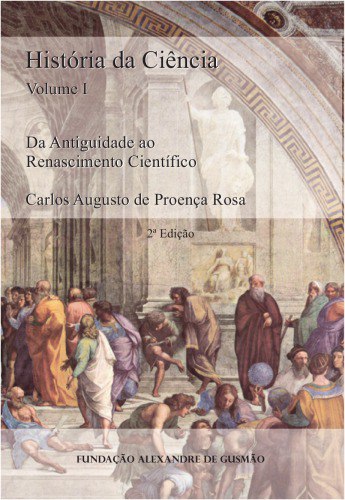 História da Ciência
Volume I
Da Antiguidade ao
Renascimento Científico
Carlos Augusto de Proença Rosa
2ª Edição
FUNDAÇÃO ALEXANDRE DE GUSMÃO